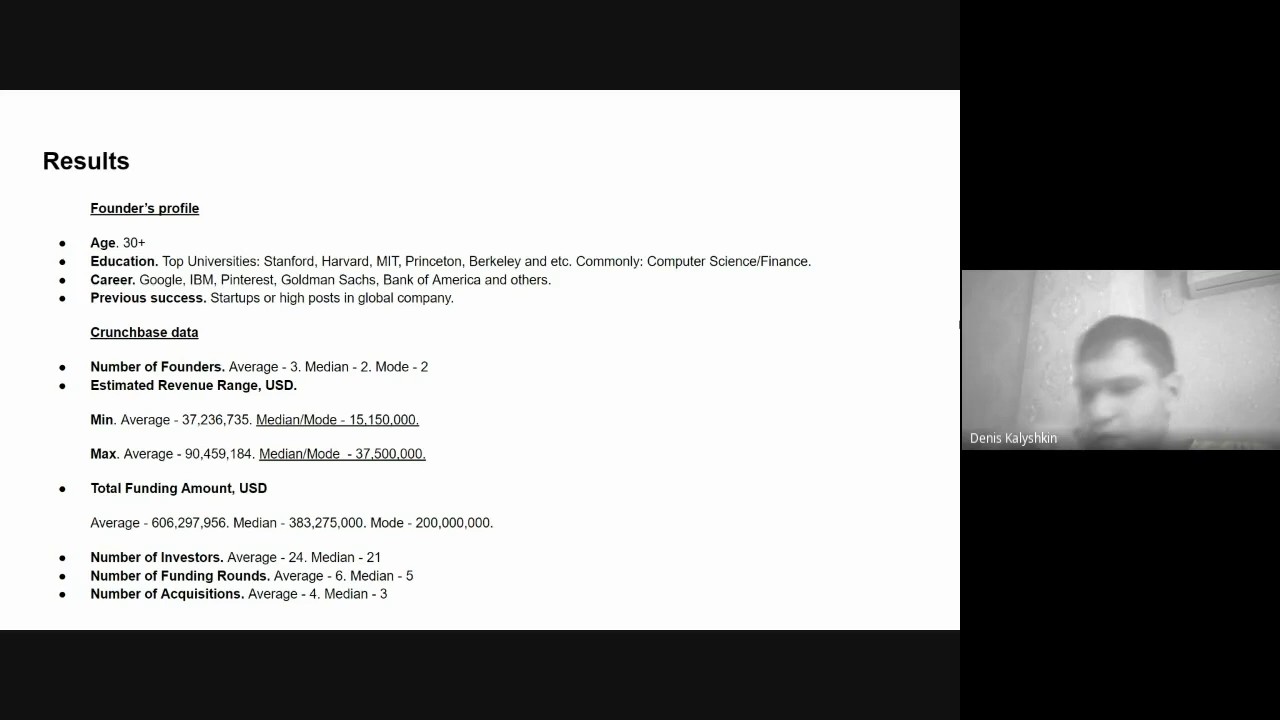 Results
Founder’s profile
● Age. 30+
● Education. Top Universities: Stanford, Harvard, MIT, Princeton, Berkeley and etc. Commonly: Computer Science/Finance.
● Career. Google, IBM, Pinterest, Goldman Sachs, Bank of America and others.
● Previous success. Startups or high posts in global company.
Crunchbase data
● Number of Founders. Average - 3. Median - 2. Mode - 2
● Estimated Revenue Range, USD.
Min. Average - 37,236,735. Median/Mode - 15,150,000.
Max. Average - 90,459,184. Median/Mode - 37,500,000.
● Total Funding Amount, USD
Average - 606,297,956. Median - 383,275,000. Mode - 200,000,000.
● Number of Investors. Average - 24. Median - 21
● Number of Funding Rounds. Average - 6. Median - 5
● Number of Acquisitions. Average - 4. Median - 3
Denis Kalyshkin